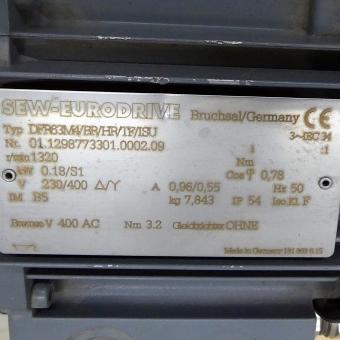 SEW-EURODRIVE Bruchsal/Germany CE
Typ DFR63M4/BR/HR/TF/ISU 3~IEC 34
Nr. 01.1298773301.0002.09 i :1
r/min 1320 Nm
kW 0.18/S1 Cos φ 0,78
V 230/400 Δ/Y A 0,96/0,55 Hz 50
IM B5 kg 7,843 IP 54 Iso.Kl. F
Bremse V 400 AC Nm 3.2 Gleichrichter OHNE
Made in Germany